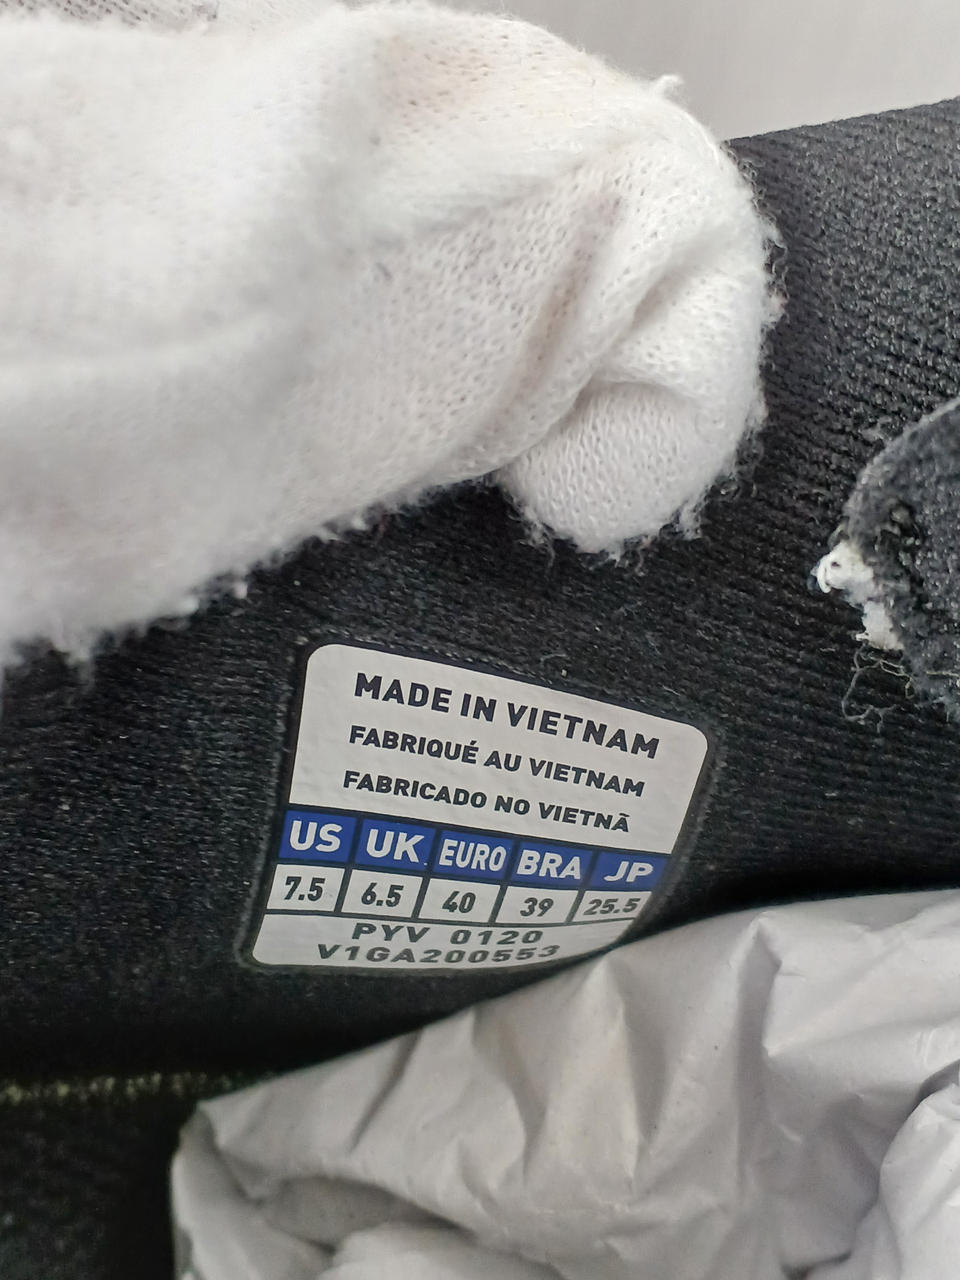 MADE IN VIETNAM
FABRIQUÉ AU VIETNAM
FABRICADO NO VIETNÃ
US UK EURO BRA JP
7.5 6.5 40 39 25.5
PYV 0120
V1GA200553